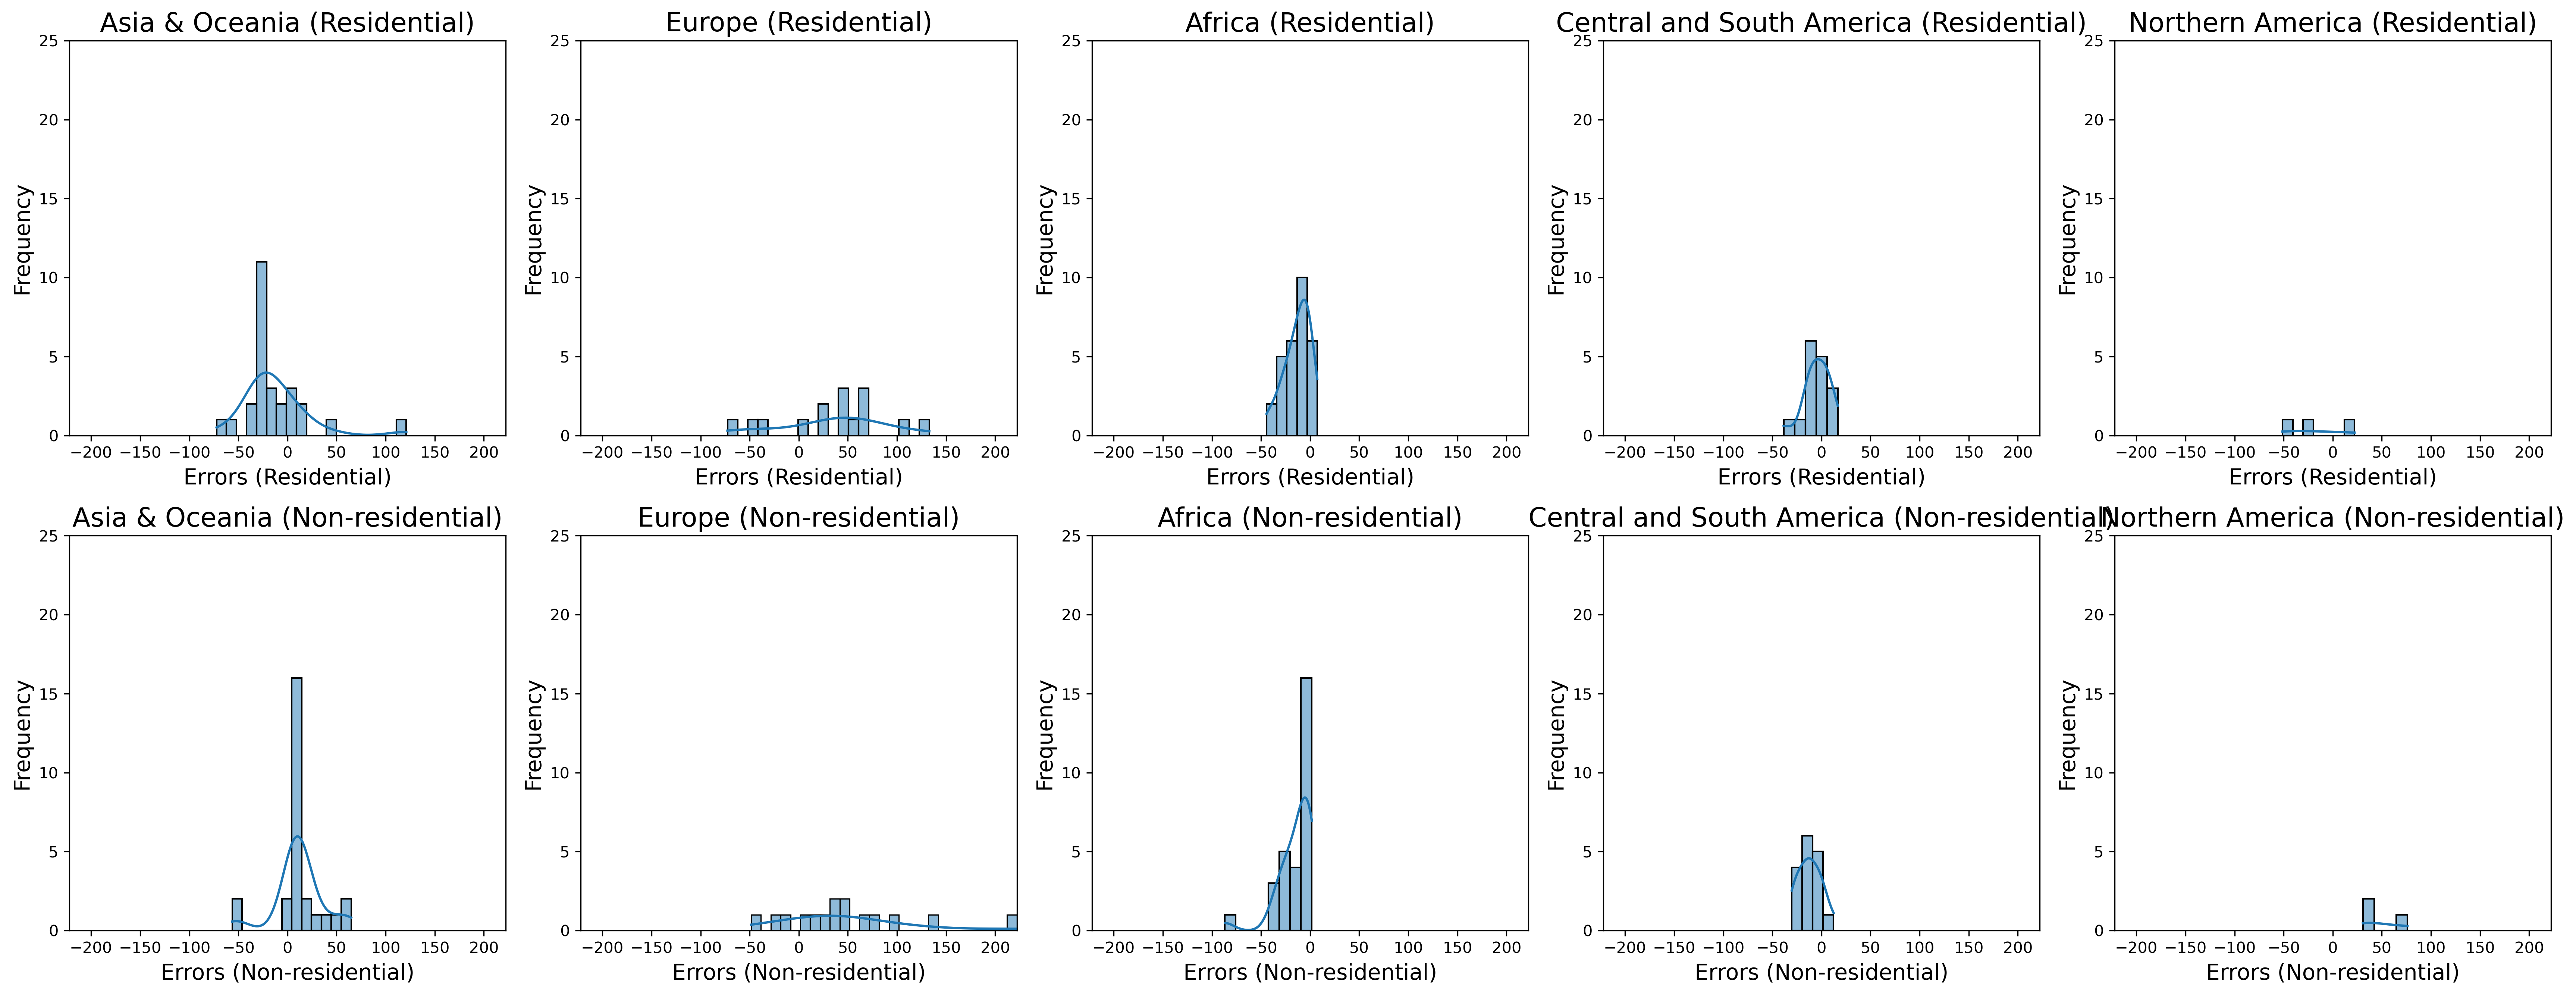 Asia & Oceania (Residential)
25
20
15
10
5
0
Frequency
−200 −150 −100 −50 0 50 100 150 200
Errors (Residential)
Europe (Residential)
25
20
15
10
5
0
Frequency
−200 −150 −100 −50 0 50 100 150 200
Errors (Residential)
Africa (Residential)
25
20
15
10
5
0
Frequency
−200 −150 −100 −50 0 50 100 150 200
Errors (Residential)
Central and South America (Residential)
25
20
15
10
5
0
Frequency
−200 −150 −100 −50 0 50 100 150 200
Errors (Residential)
Northern America (Residential)
25
20
15
10
5
0
Frequency
−200 −150 −100 −50 0 50 100 150 200
Errors (Residential)
Asia & Oceania (Non-residential)
25
20
15
10
5
0
Frequency
−200 −150 −100 −50 0 50 100 150 200
Errors (Non-residential)
Europe (Non-residential)
25
20
15
10
5
0
Frequency
−200 −150 −100 −50 0 50 100 150 200
Errors (Non-residential)
Africa (Non-residential)
25
20
15
10
5
0
Frequency
−200 −150 −100 −50 0 50 100 150 200
Errors (Non-residential)
Central and South America (Non-residential)
25
20
15
10
5
0
Frequency
−200 −150 −100 −50 0 50 100 150 200
Errors (Non-residential)
Northern America (Non-residential)
25
20
15
10
5
0
Frequency
−200 −150 −100 −50 0 50 100 150 200
Errors (Non-residential)